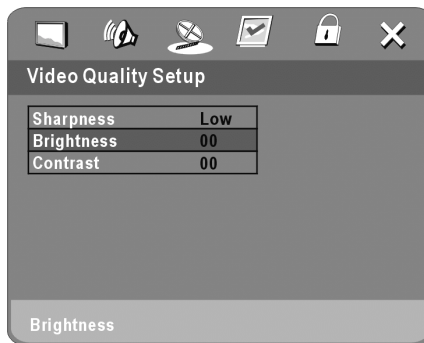 Video Quality Setup
Sharpness Low
Brightness 00
Contrast 00
Brightness